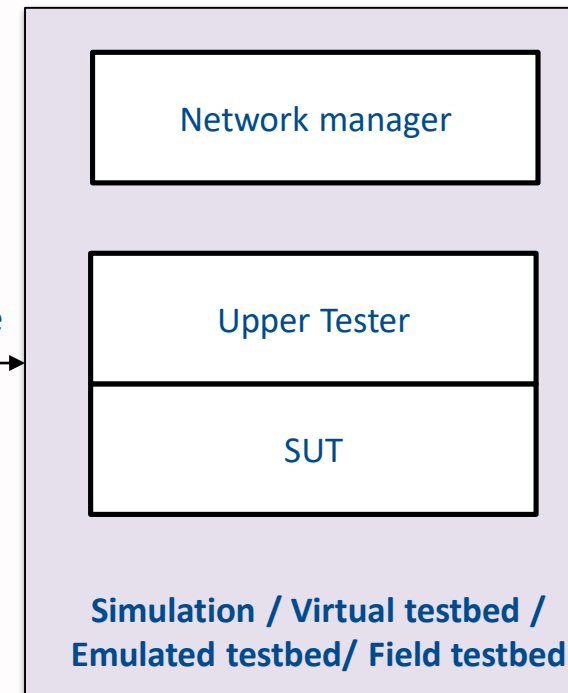 Network manager
Upper Tester
e
SUT
Simulation / Virtual testbed /
Emulated testbed/ Field testbed